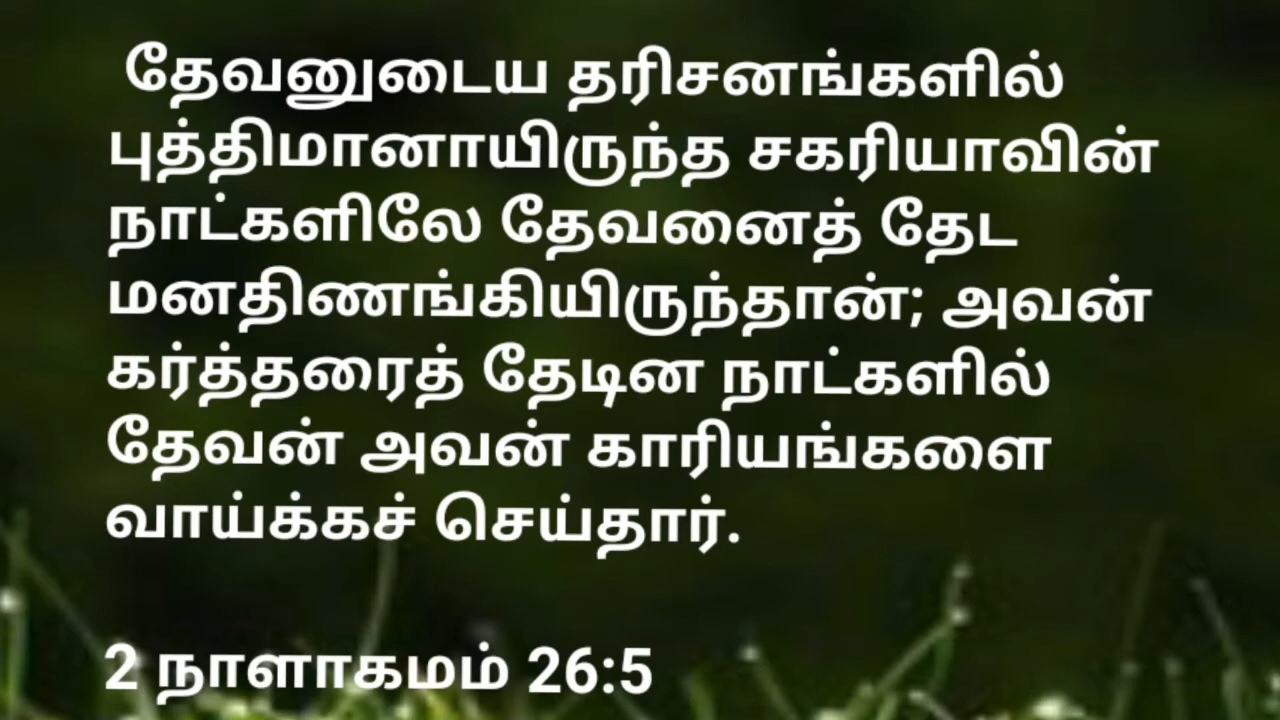 தேவனுடைய தரிசனங்களில்
புத்திமானாயிருந்த சகரியாவின்
நாட்களிலே தேவனைத் தேட
மனதிணங்கியிருந்தான்; அவன்
கர்த்தரைத் தேடின நாட்களில்
தேவன் அவன் காரியங்களை
வாய்க்கச் செய்தார்.
2 நாளாகமம் 26:5